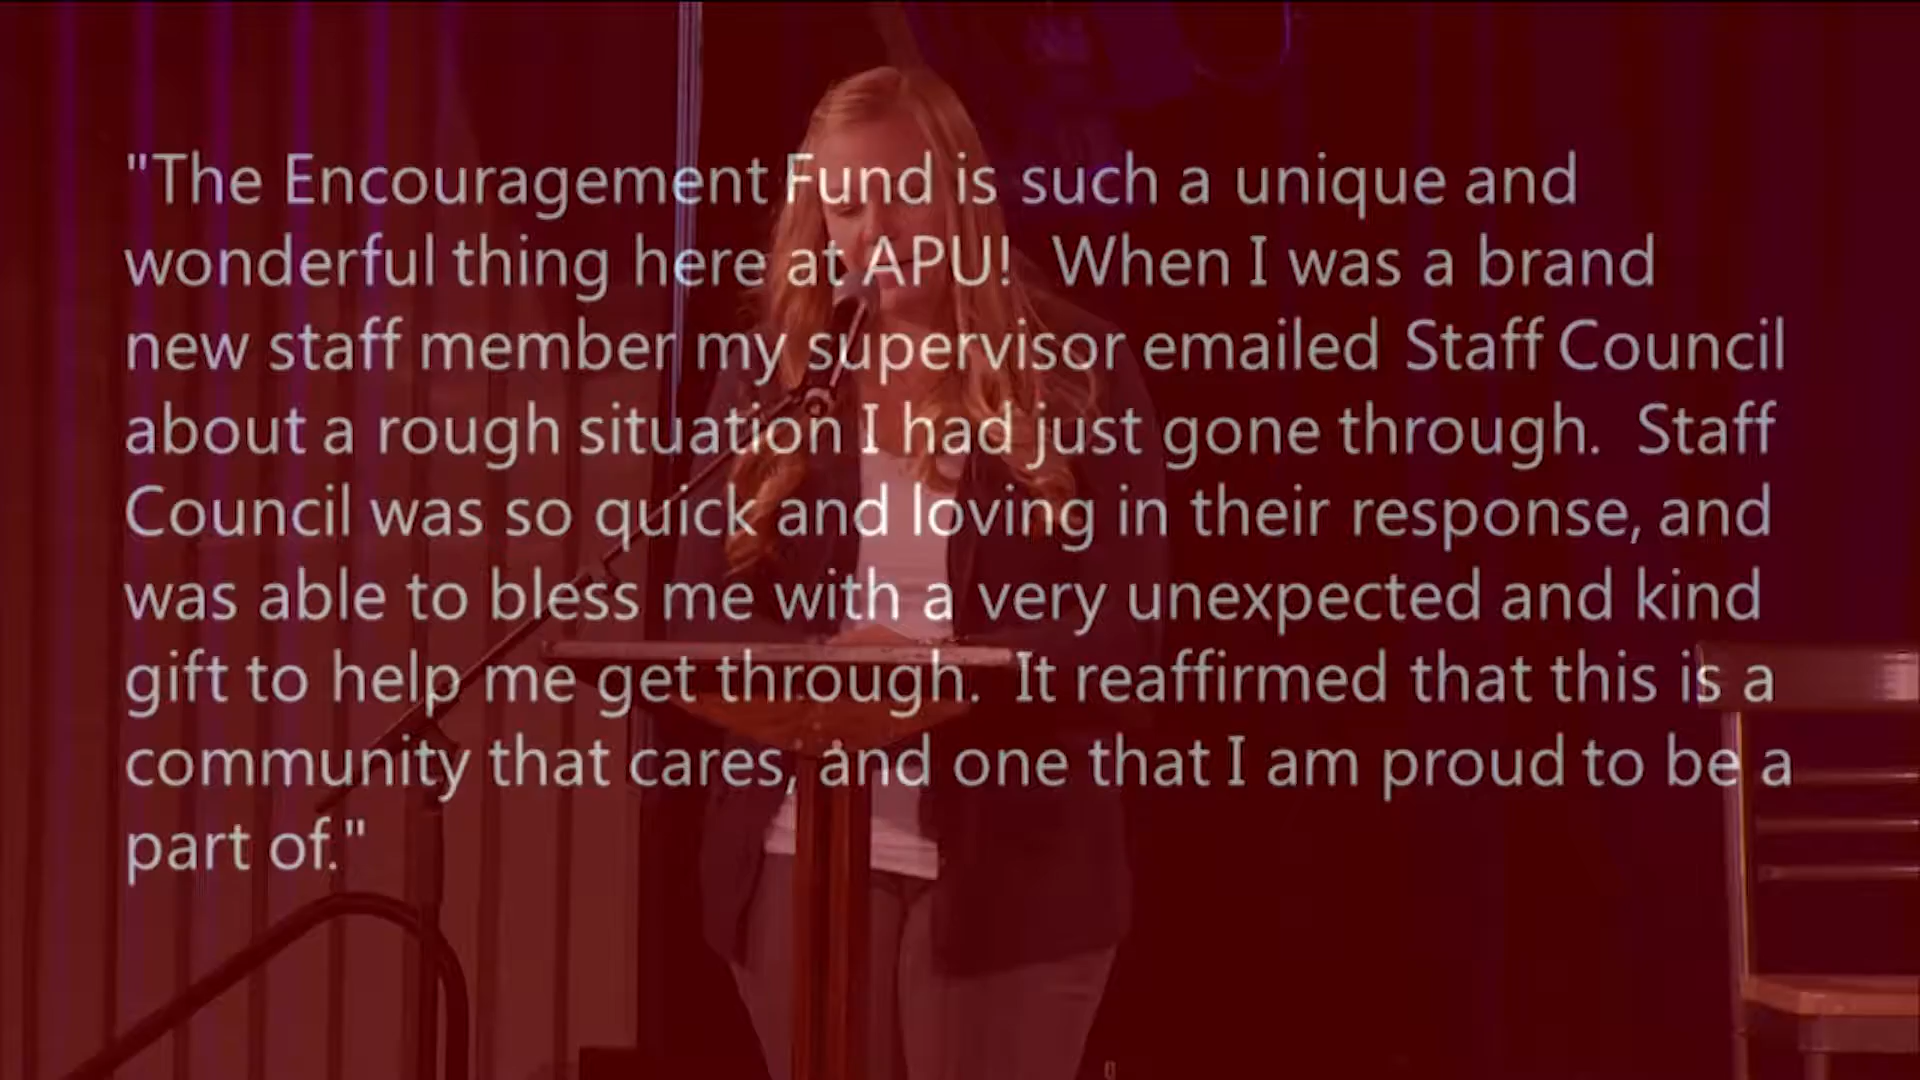 "The Encouragement Fund is such a unique and
wonderful thing here at APU!  When I was a brand
new staff member my supervisor emailed Staff Council
about a rough situation I had just gone through.  Staff
Council was so quick and loving in their response, and
was able to bless me with a very unexpected and kind
gift to help me get through.  It reaffirmed that this is a
community that cares, and one that I am proud to be a
part of."